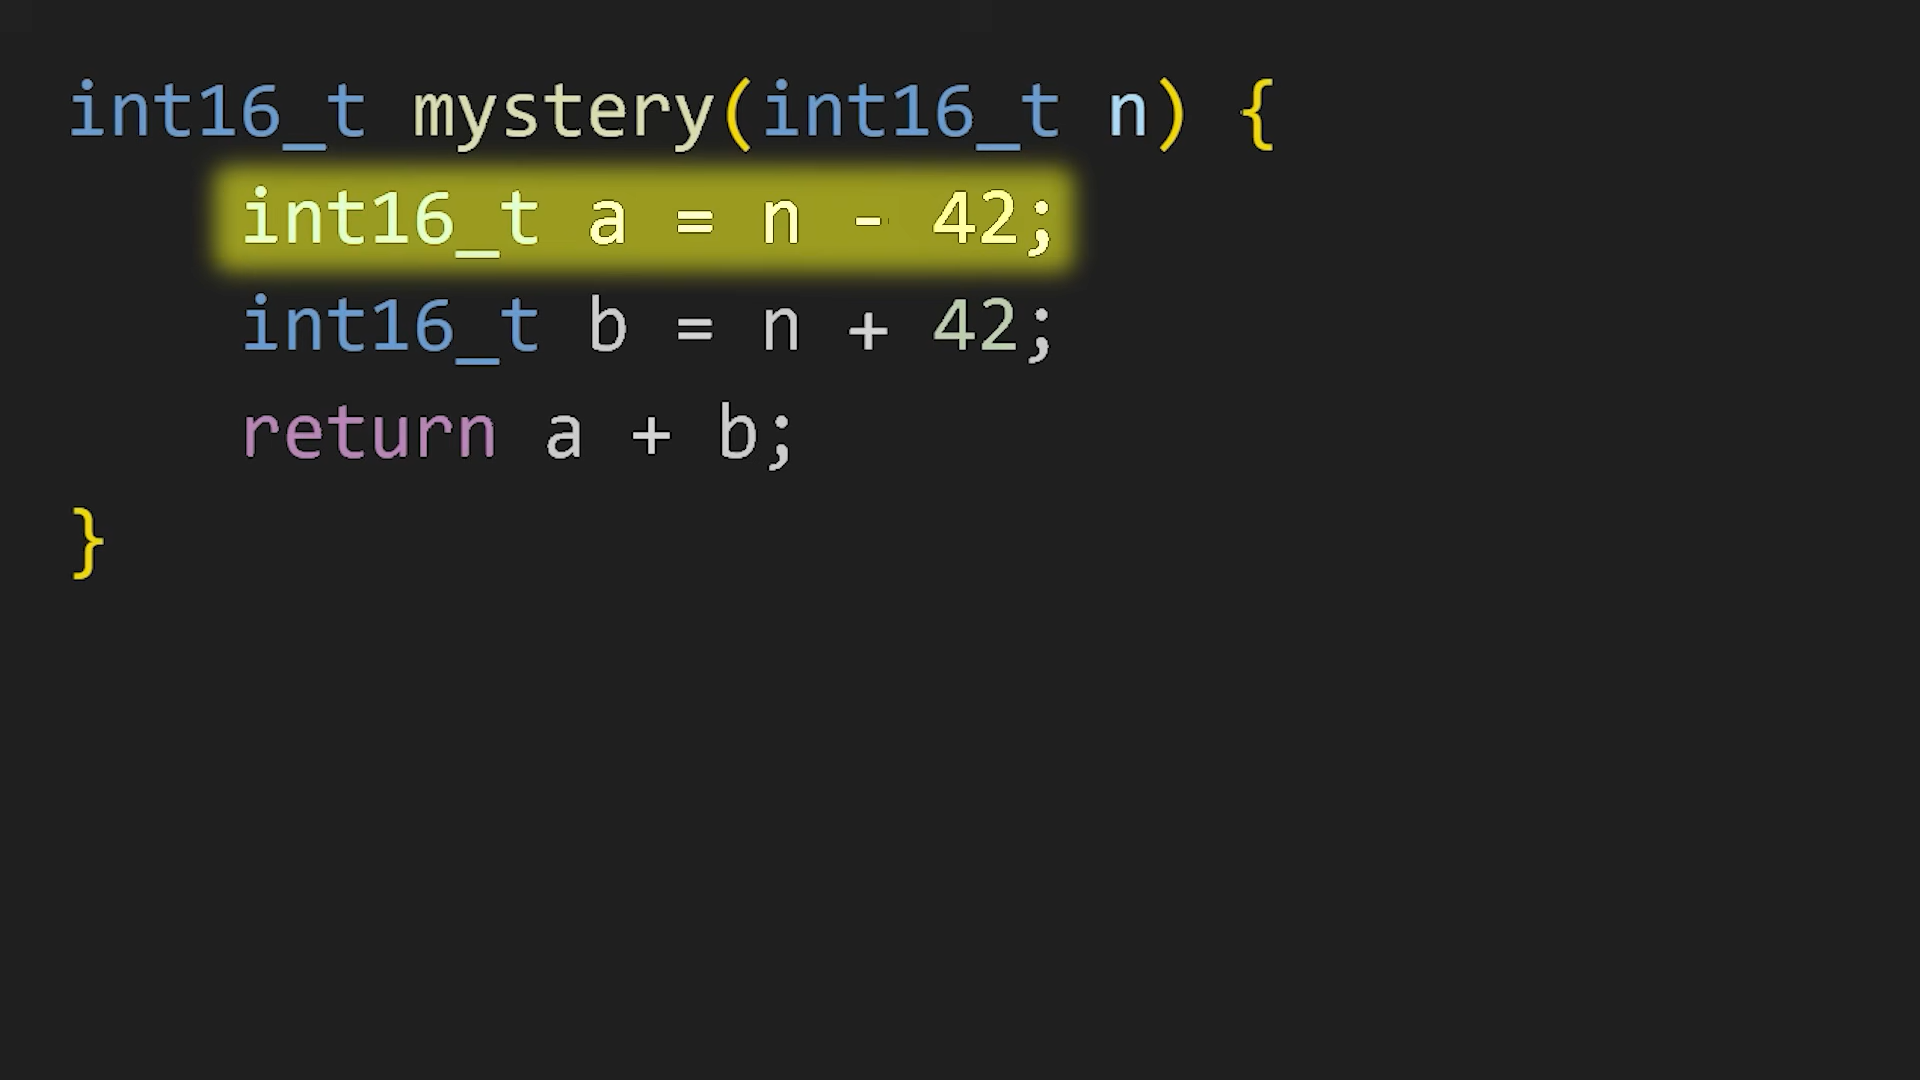 int16_t mystery(int16_t n) {
int16_t a = n - 42;
int16_t b = n + 42;
return a + b;
}